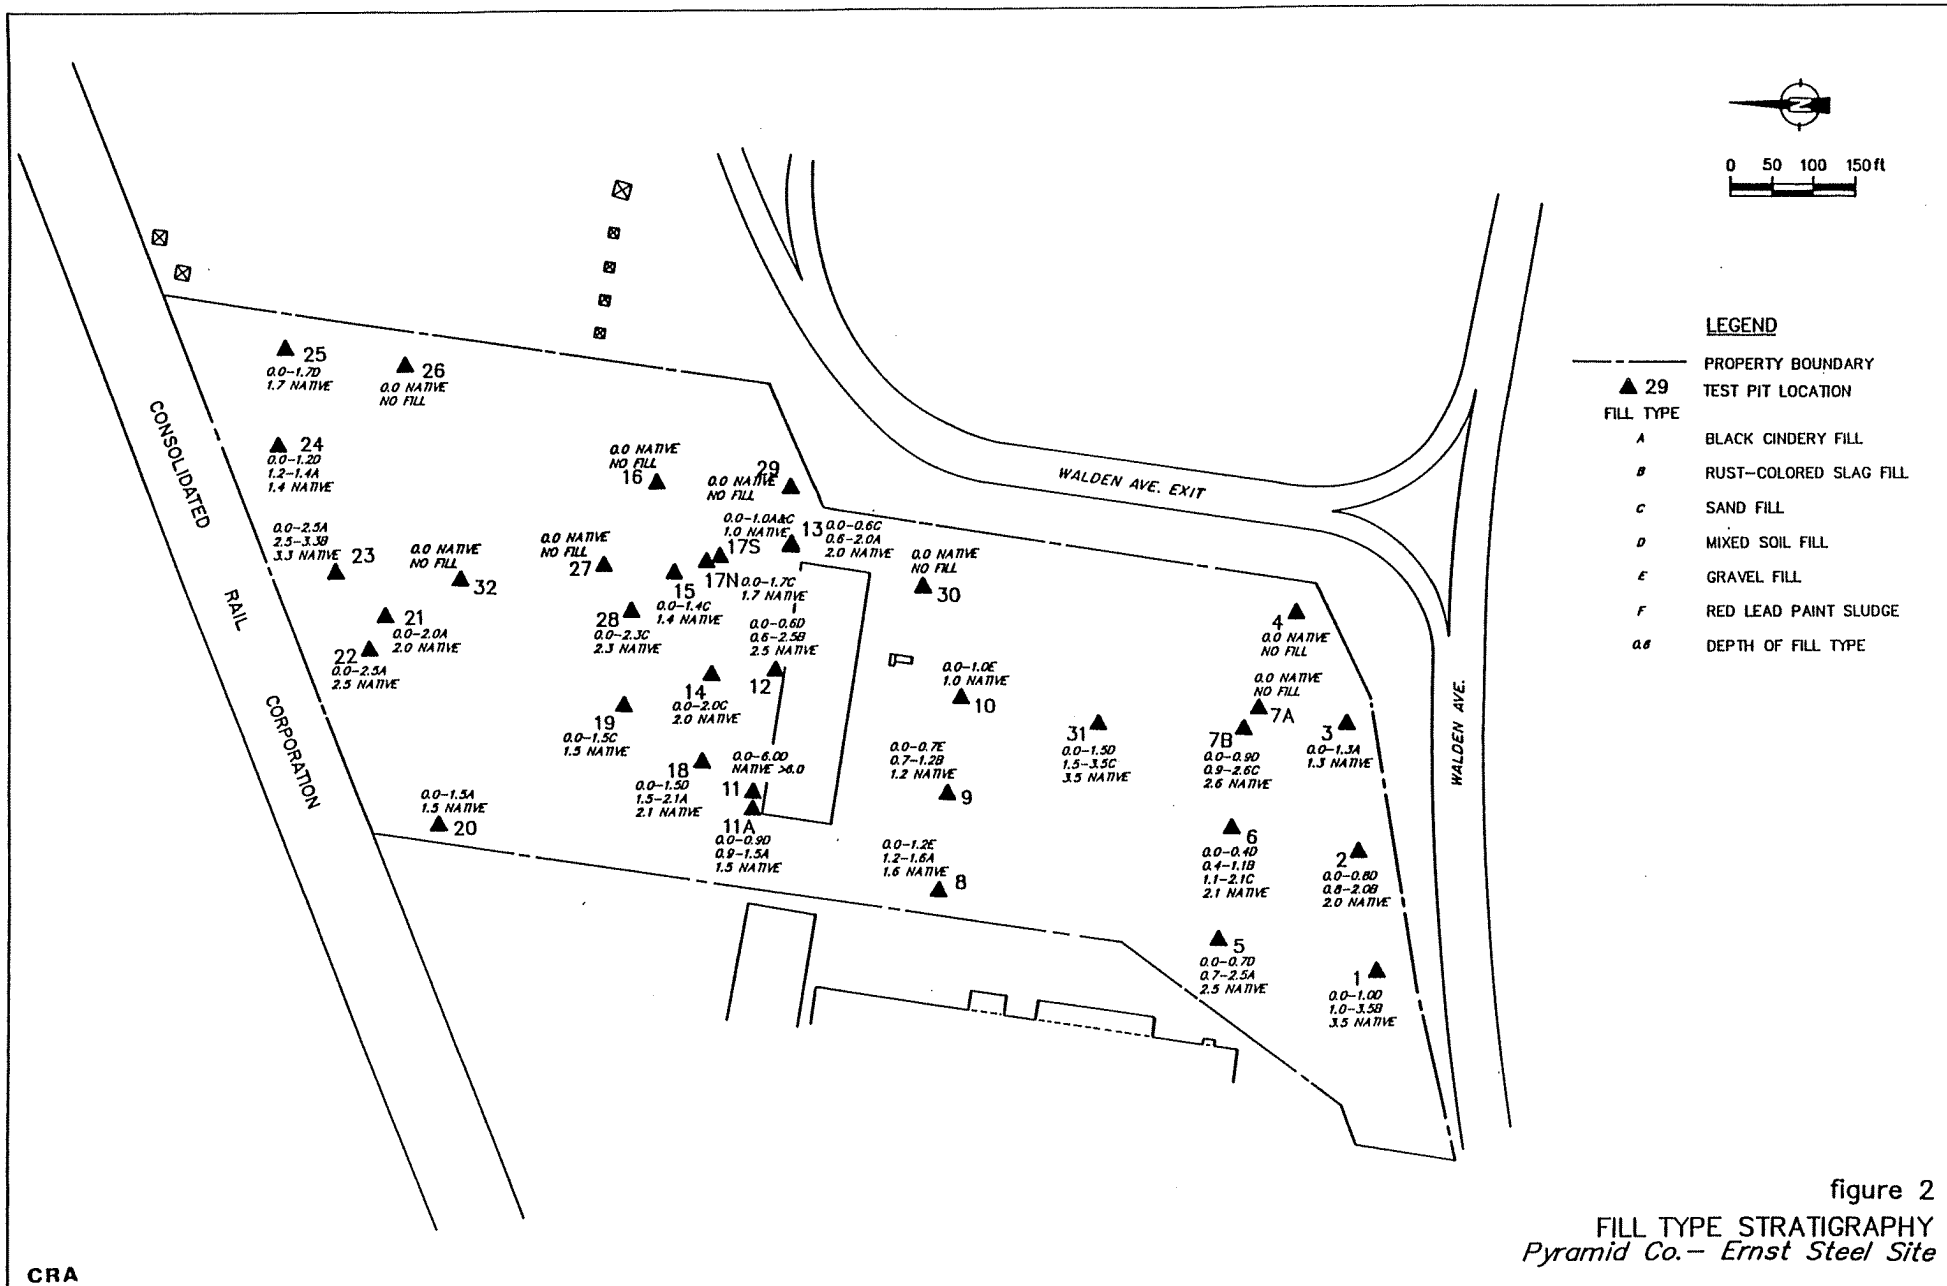 N
0 50 100 150ft
LEGEND
PROPERTY BOUNDARY
29 TEST PIT LOCATION
FILL TYPE
A BLACK CINDERY FILL
B RUST-COLORED SLAG FILL
C SAND FILL
D MIXED SOIL FILL
E GRAVEL FILL
F RED LEAD PAINT SLUDGE
0.6 DEPTH OF FILL TYPE
CONSOLIDATED
RAIL
CORPORATION
WALDEN AVE. EXIT
WALDEN AVE.
25
0.0-1.7D
1.7 NATIVE
26
0.0 NATIVE
NO FILL
24
0.0-1.2D
1.2-1.4A
1.4 NATIVE
0.0-2.5A
2.5-3.3B
3.3 NATIVE
23
0.0 NATIVE
NO FILL
32
21
0.0-2.0A
2.0 NATIVE
22
0.0-2.5A
2.5 NATIVE
0.0-1.5A
1.5 NATIVE
20
0.0 NATIVE
NO FILL
16
29
0.0 NATIVE
NO FILL
0.0-1.0A&C
1.0 NATIVE
17S
13
0.0-0.6C
0.6-2.0A
2.0 NATIVE
0.0 NATIVE
NO FILL
27
17N
0.0-1.7C
1.7 NATIVE
15
0.0-1.4C
1.4 NATIVE
28
0.0-2.3C
2.3 NATIVE
0.0-0.6D
0.6-2.5B
2.5 NATIVE
12
14
0.0-2.0C
2.0 NATIVE
19
0.0-1.5C
1.5 NATIVE
18
0.0-1.5D
1.5-2.1A
2.1 NATIVE
0.0-6.0D
NATIVE >6.0
11
11A
0.0-0.9D
0.9-1.5A
1.5 NATIVE
0.0 NATIVE
NO FILL
30
0.0-1.0E
1.0 NATIVE
10
0.0-0.7E
0.7-1.2B
1.2 NATIVE
9
0.0-1.2E
1.2-1.6A
1.6 NATIVE
8
31
0.0-1.5D
1.5-3.5C
3.5 NATIVE
4
0.0 NATIVE
NO FILL
0.0 NATIVE
NO FILL
7A
7B
0.0-0.9D
0.9-2.6C
2.6 NATIVE
3
0.0-1.3A
1.3 NATIVE
6
0.0-0.4D
0.4-1.1B
1.1-2.1C
2.1 NATIVE
2
0.0-0.8D
0.8-2.0B
2.0 NATIVE
5
0.0-0.7D
0.7-2.5A
2.5 NATIVE
1
0.0-1.0D
1.0-3.5B
3.5 NATIVE
figure 2
FILL TYPE STRATIGRAPHY
Pyramid Co.- Ernst Steel Site
CRA